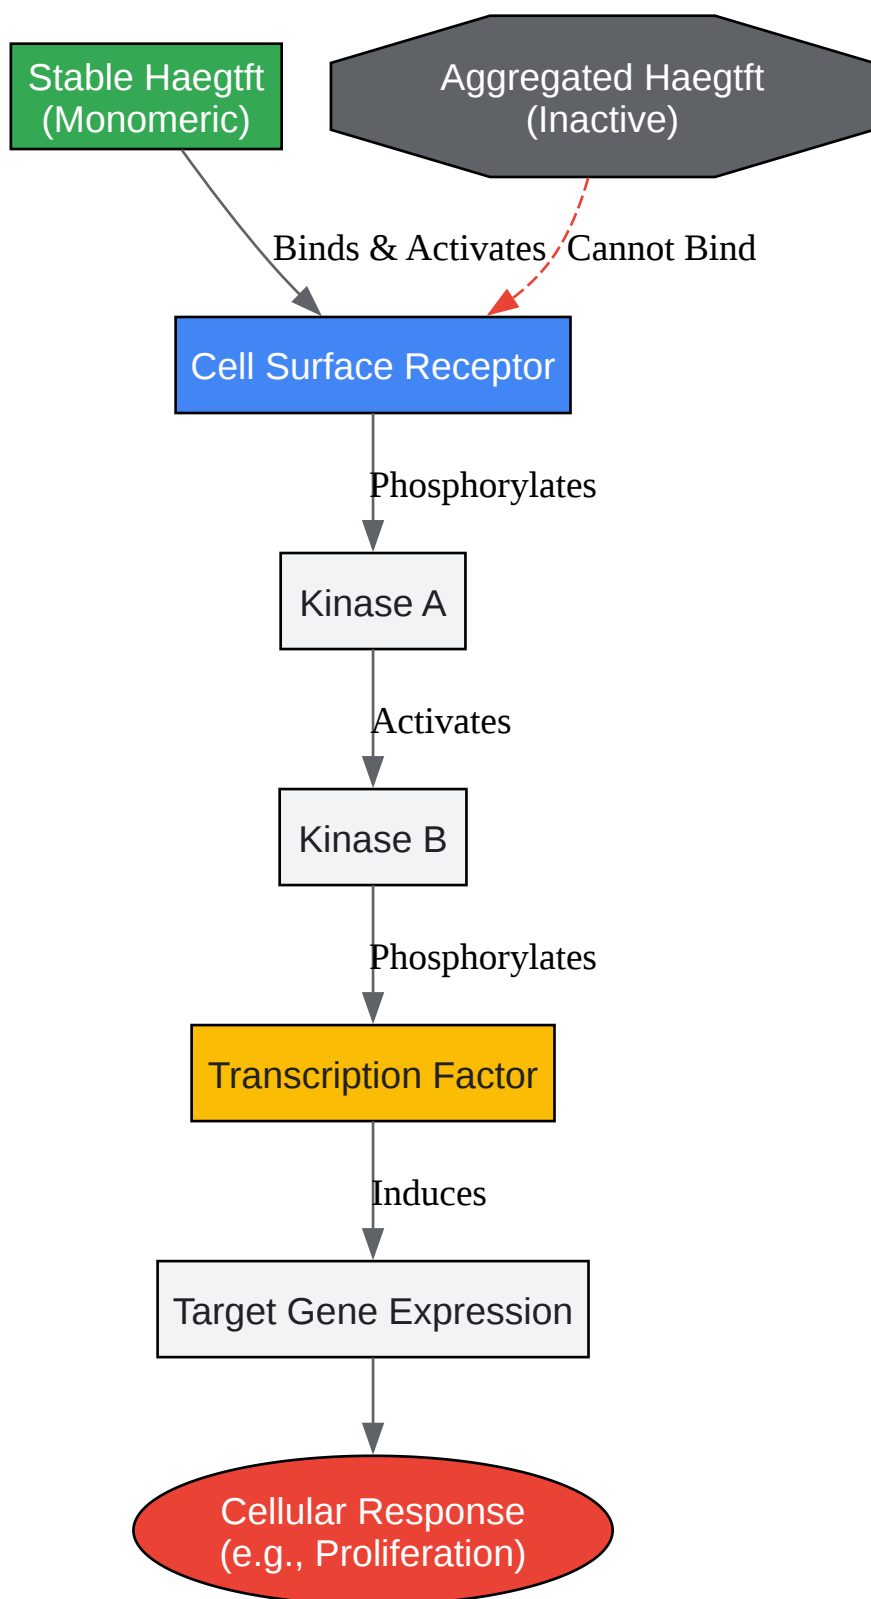 Stable Haegtft
(Monomeric)
Aggregated Haegtft
(Inactive)
Binds & Activates
Cannot Bind
Cell Surface Receptor
Phosphorylates
Kinase A
Activates
Kinase B
Phosphorylates
Transcription Factor
Induces
Target Gene Expression
Cellular Response
(e.g., Proliferation)